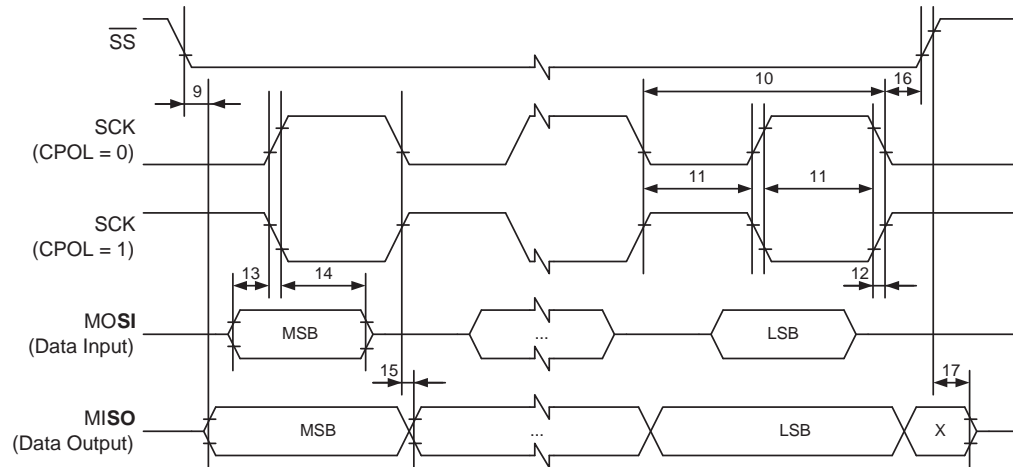 SS
9
10
16
SCK
(CPOL = 0)
11
11
SCK
(CPOL = 1)
13
14
12
MOSI
(Data Input)
MSB
...
LSB
15
17
MISO
(Data Output)
MSB
...
LSB
X